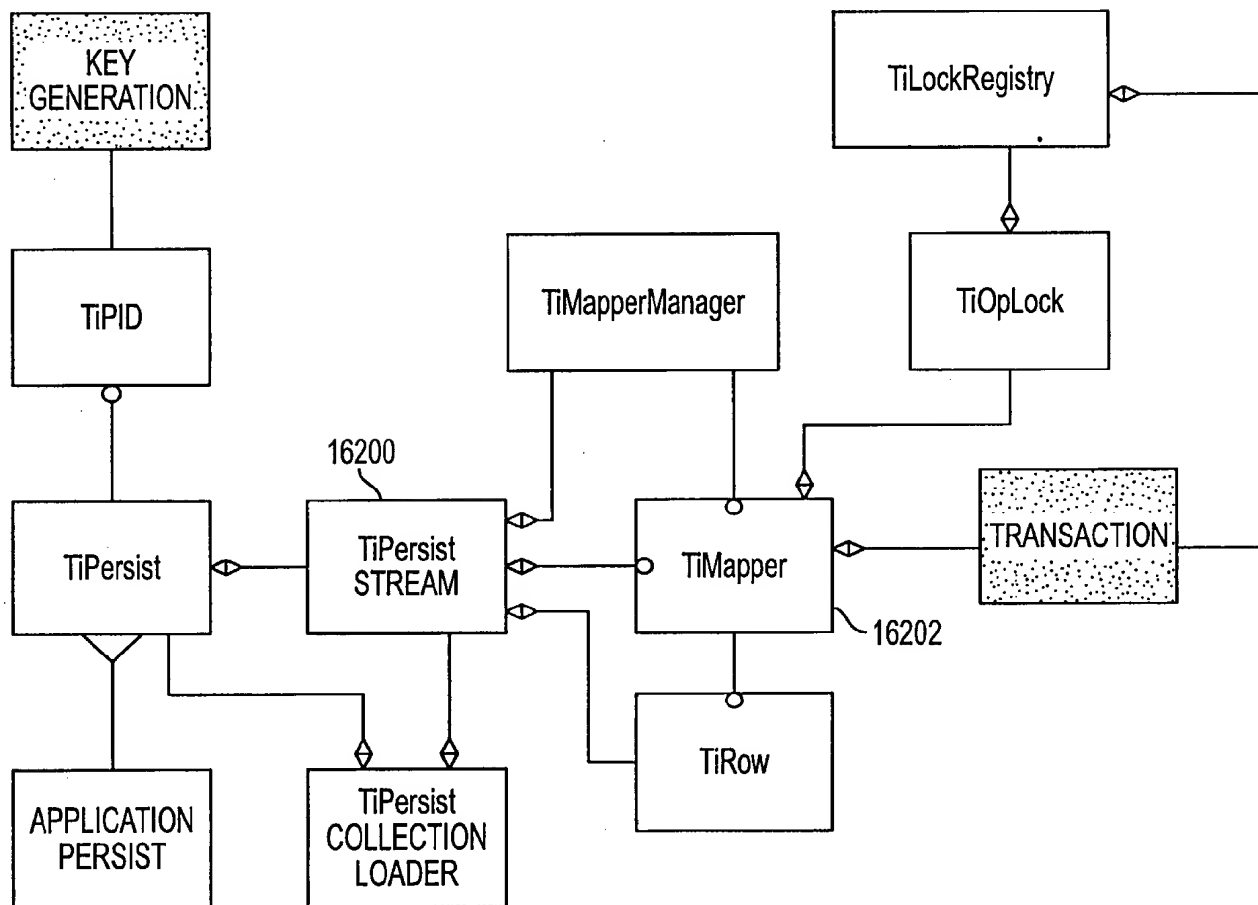 KEY
GENERATION
TiLockRegistry
TiPID
TiMapperManager
TiOpLock
16200
TiPersist
TiPersist
STREAM
TiMapper
TRANSACTION
16202
APPLICATION
PERSIST
TiPersist
COLLECTION
LOADER
TiRow